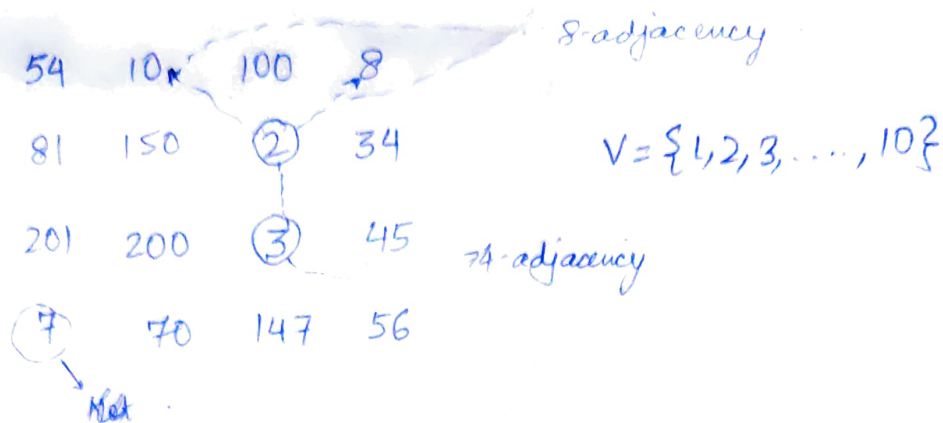 8-adjacency
54 10 100 8
81 150 2 34 V = {1, 2, 3, ...., 10}
201 200 3 45
4-adjacency
7 70 147 56